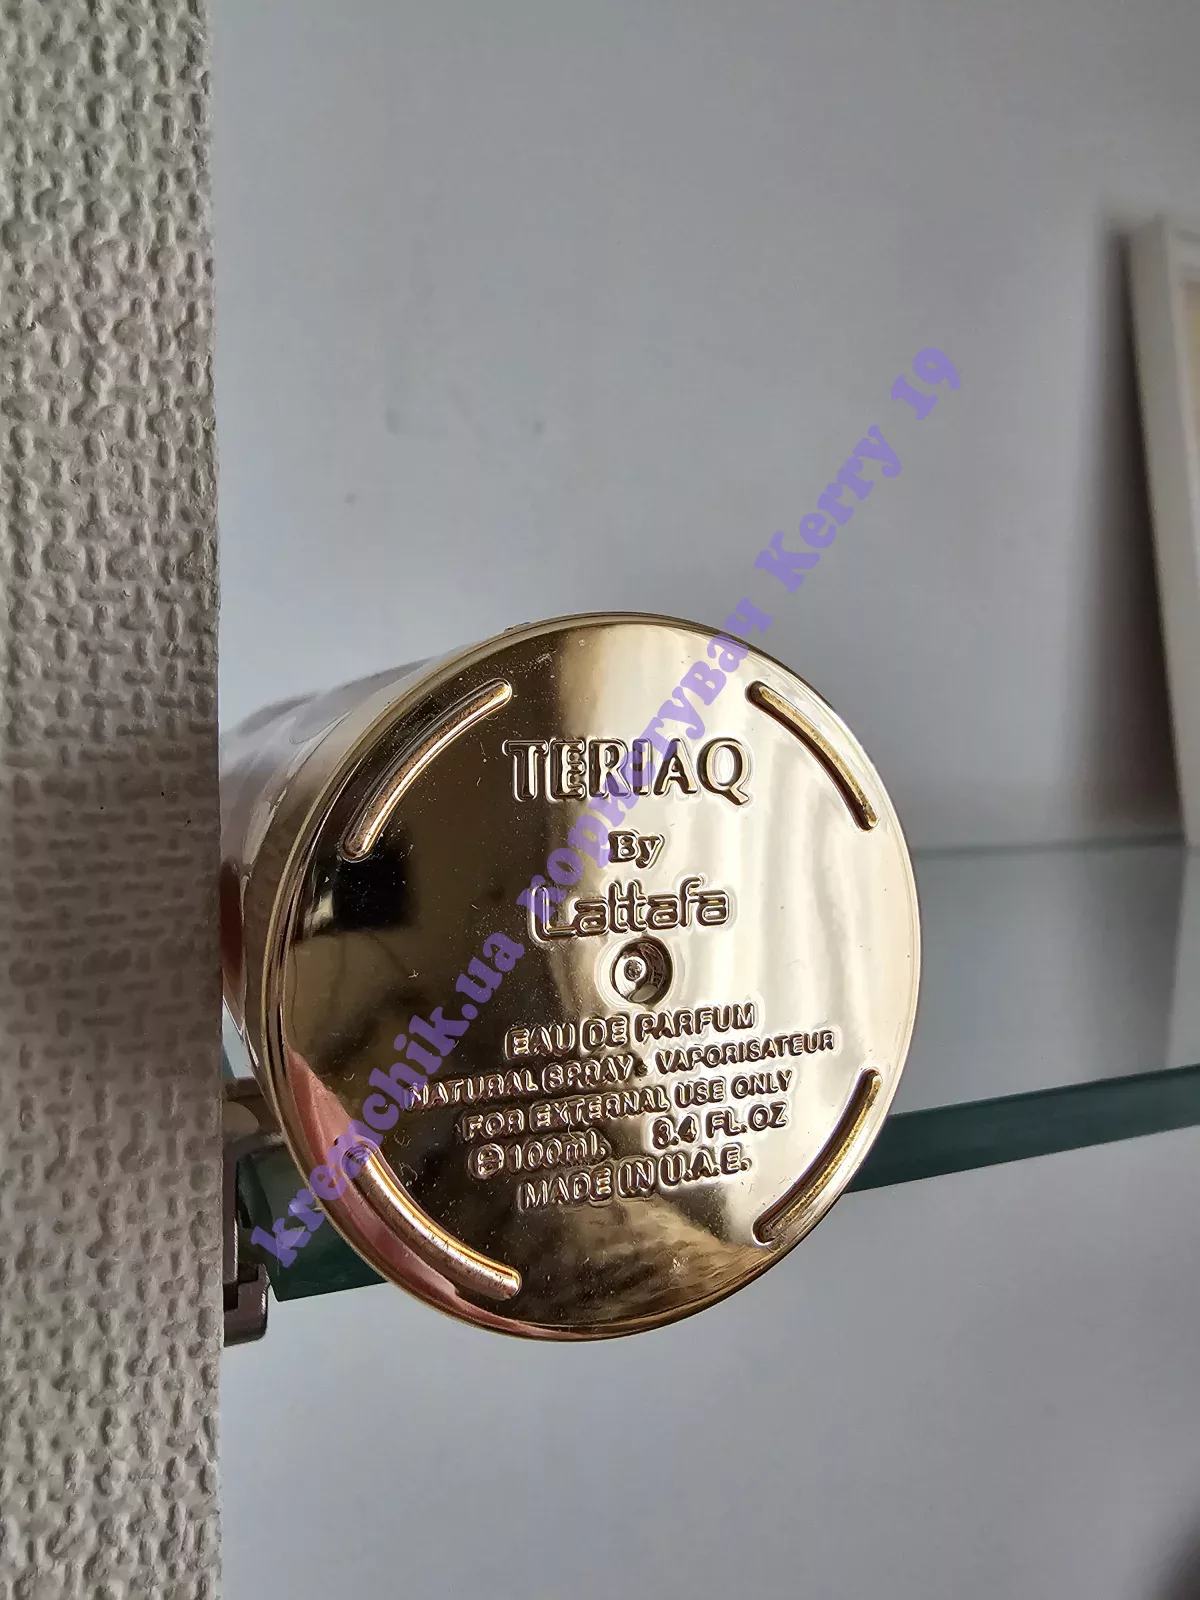 TERIAQ
By
Lattafa
EAU DE PARFUM
NATURAL SPRAY • VAPORISATEUR
FOR EXTERNAL USE ONLY
100ml. 3.4 FL.OZ
MADE IN U.A.E.
kreschik.ua користувач Kerry 19